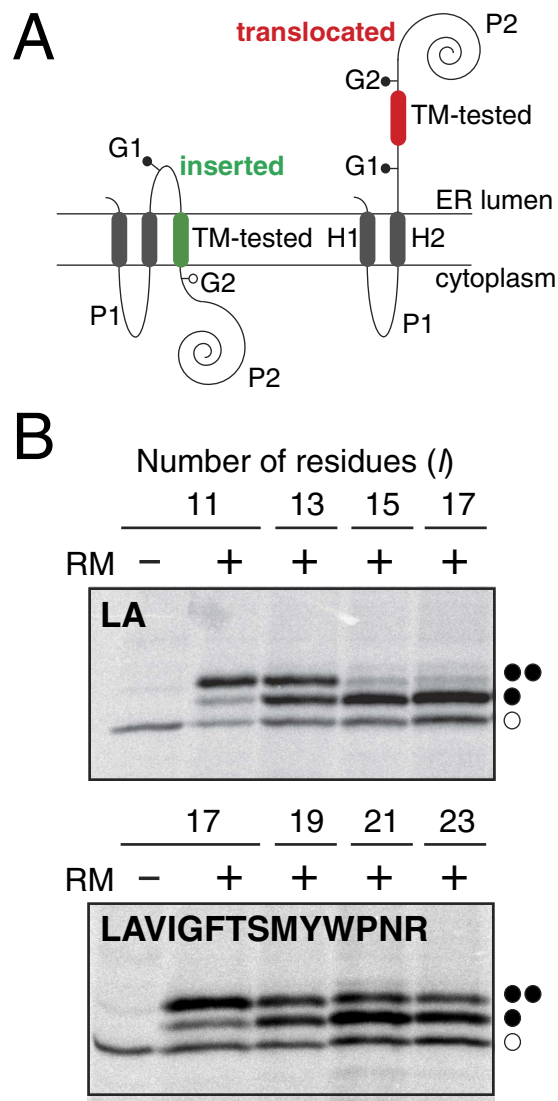 A
translocated
P2
G2
TM-tested
G1
inserted
G1
ER lumen
TM-tested
H1
H2
G2
cytoplasm
P1
P1
P2
B
Number of residues (l)
11 13 15 17
RM – + + + +
LA
17 19 21 23
RM – + + + +
LAVIGFTSMYWPNR